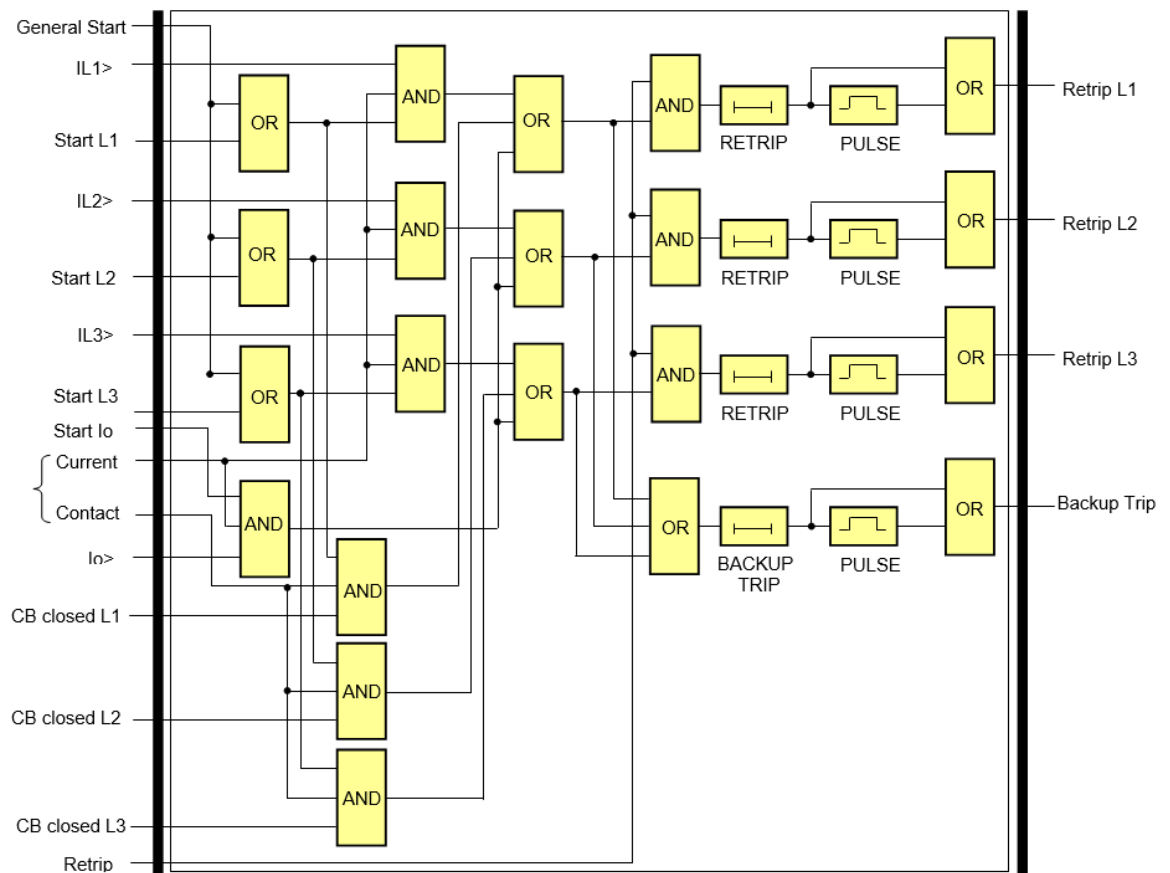 General Start
IL1>
AND
OR
OR
AND
RETRIP
PULSE
OR
Retrip L1
Start L1
IL2>
AND
OR
OR
AND
RETRIP
PULSE
OR
Retrip L2
Start L2
IL3>
AND
OR
OR
AND
RETRIP
PULSE
OR
Retrip L3
Start L3
Start Io
Current
Contact
AND
OR
BACKUP
TRIP
PULSE
OR
Backup Trip
Io>
AND
CB closed L1
AND
CB closed L2
AND
CB closed L3
Retrip